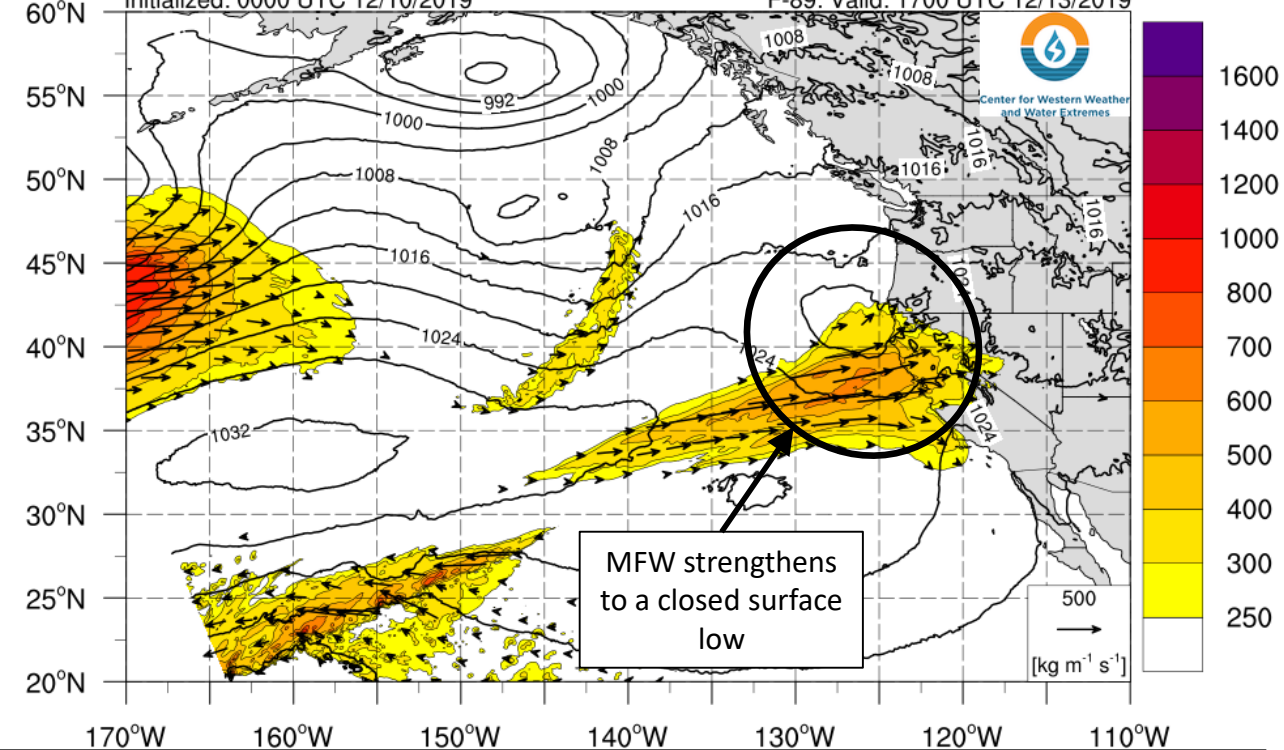 Initialized: 0000 UTC 12/10/2019
F-89: Valid: 1700 UTC 12/13/2019
60°N
55°N
50°N
45°N
40°N
35°N
30°N
25°N
20°N
170°W
160°W
150°W
140°W
130°W
120°W
110°W
992
1000
1000
1008
1008
1008
1008
1016
1016
1016
1016
1016
1024
1024
1024
1032
Center for Western Weather
and Water Extremes
MFW strengthens
to a closed surface
low
500
[kg m⁻¹ s⁻¹]
1600
1400
1200
1000
800
700
600
500
400
300
250